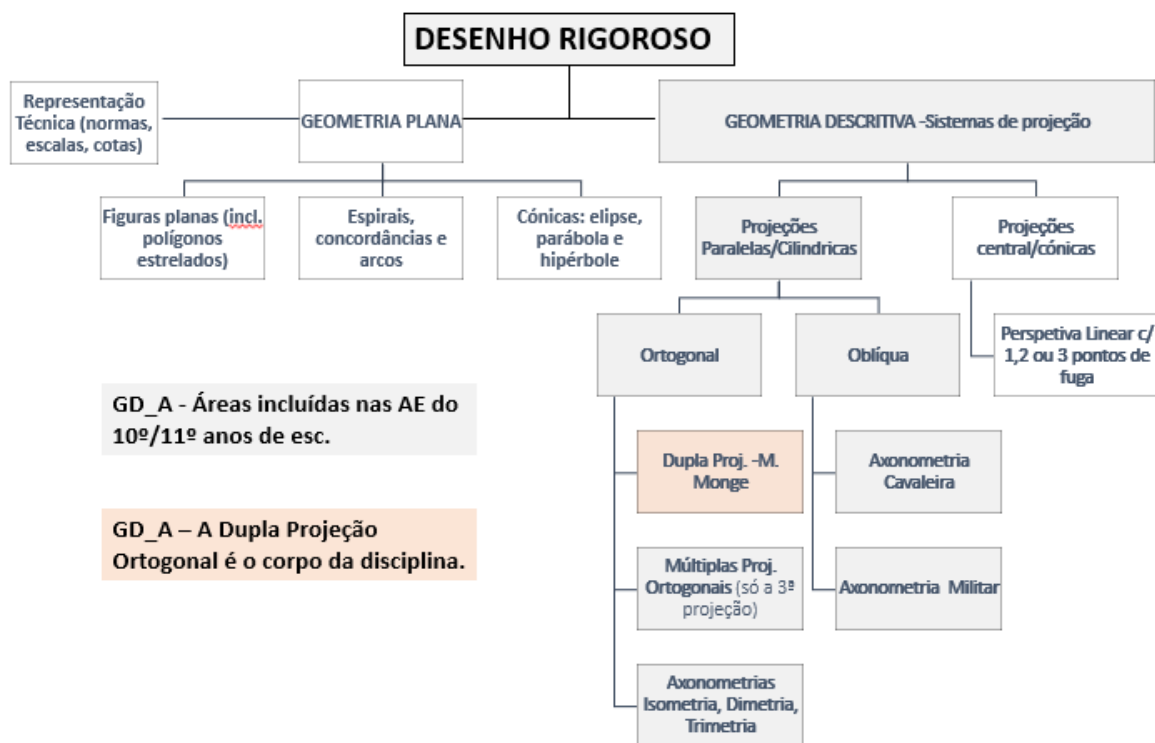 DESENHO RIGOROSO
Representação
Técnica (normas,
escalas, cotas)
GEOMETRIA PLANA
GEOMETRIA DESCRITIVA -Sistemas de projeção
Figuras planas (incl.
polígonos
estrelados)
Espirais,
concordâncias e
arcos
Cónicas: elipse,
parábola e
hipérbole
Projeções
Paralelas/Cilindricas
Projeções
central/cónicas
Ortogonal
Oblíqua
Perspetiva Linear c/
1,2 ou 3 pontos de
fuga
GD_A - Áreas incluídas nas AE do
10º/11º anos de esc.
Dupla Proj. -M.
Monge
Axonometria
Cavaleira
GD_A – A Dupla Projeção
Ortogonal é o corpo da disciplina.
Múltiplas Proj.
Ortogonais (só a 3ª
projeção)
Axonometria Militar
Axonometrias
Isometria, Dimetria,
Trimetria